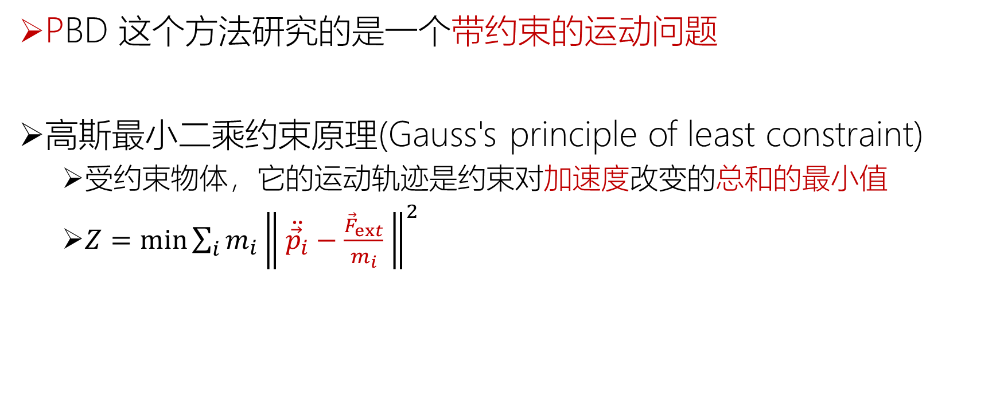 ➢PBD 这个方法研究的是一个带约束的运动问题
➢高斯最小二乘约束原理(Gauss's principle of least constraint)
➢受约束物体，它的运动轨迹是约束对加速度改变的总和的最小值
➢$Z = \min \sum_i m_i \left\| \ddot{\vec{p}}_i - \frac{\vec{F}_{\mathrm{ext}}}{m_i} \right\|^2$